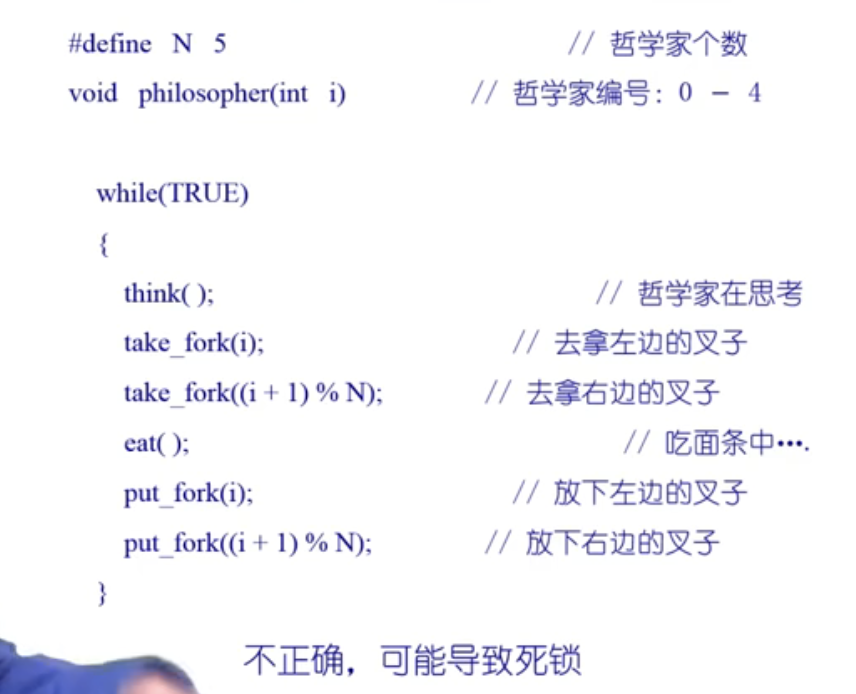 #define N 5 // 哲学家个数
void philosopher(int i) // 哲学家编号：0 － 4
while(TRUE)
{
think( ); // 哲学家在思考
take_fork(i); // 去拿左边的叉子
take_fork((i + 1) % N); // 去拿右边的叉子
eat( ); // 吃面条中….
put_fork(i); // 放下左边的叉子
put_fork((i + 1) % N); // 放下右边的叉子
}
不正确，可能导致死锁